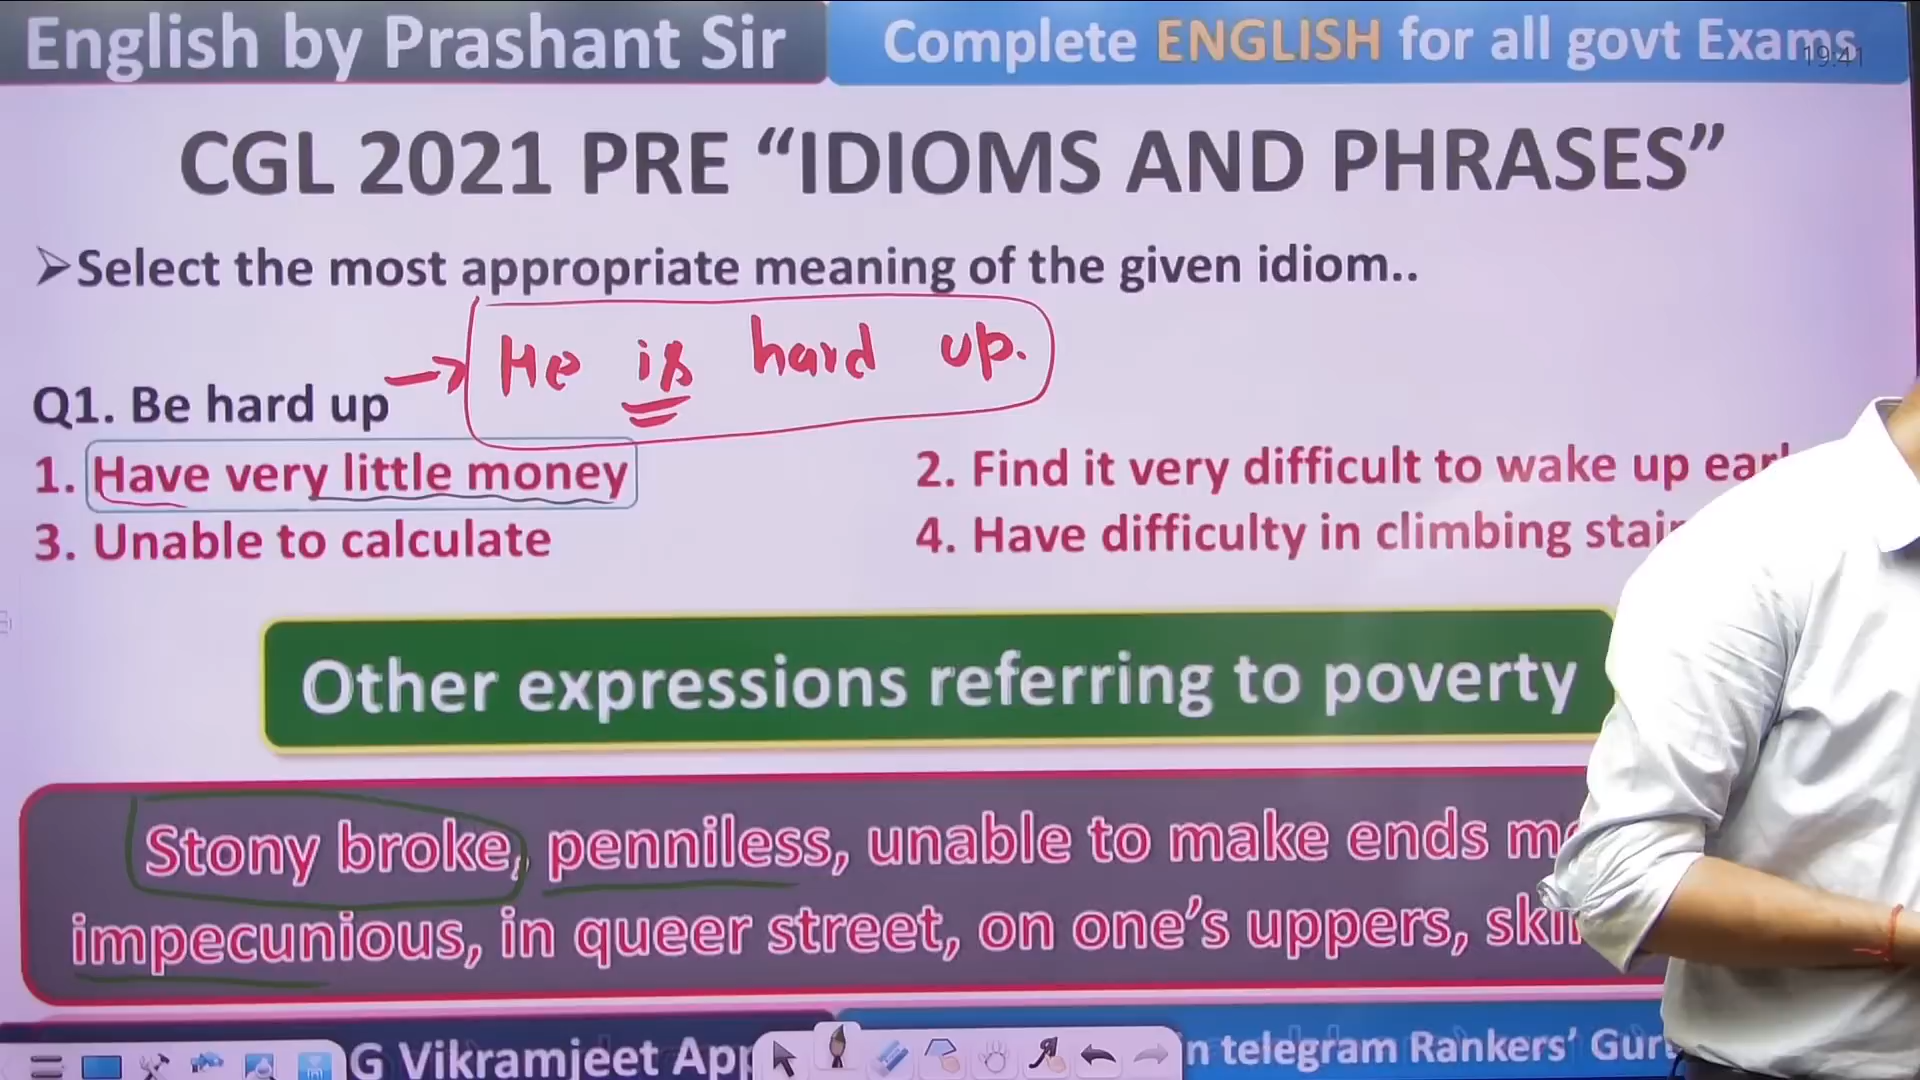 English by Prashant Sir
Complete ENGLISH for all govt Exams
19:41
CGL 2021 PRE “IDIOMS AND PHRASES”
➢Select the most appropriate meaning of the given idiom..
He is hard up.
Q1. Be hard up
1. Have very little money
2. Find it very difficult to wake up
3. Unable to calculate
4. Have difficulty in climbing
Other expressions referring to poverty
Stony broke, penniless, unable to make ends
impecunious, in queer street, on one’s uppers,
G Vikramjeet App
n telegram Rankers’ Gur